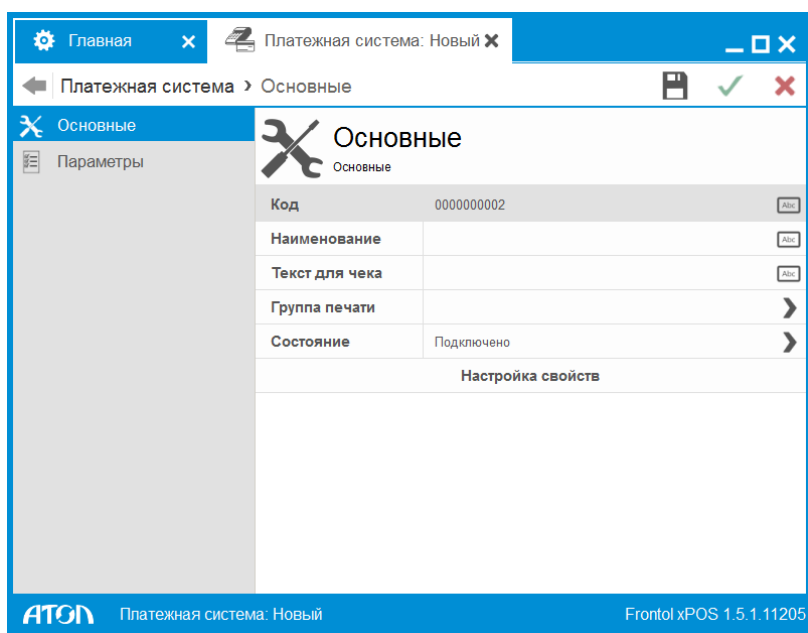 Главная
Платежная система: Новый
Платежная система > Основные
Основные
Параметры
Основные
Основные
Код 0000000002 Abc
Наименование Abc
Текст для чека Abc
Группа печати
Состояние Подключено
Настройка свойств
ATOL Платежная система: Новый Frontol xPOS 1.5.1.11205